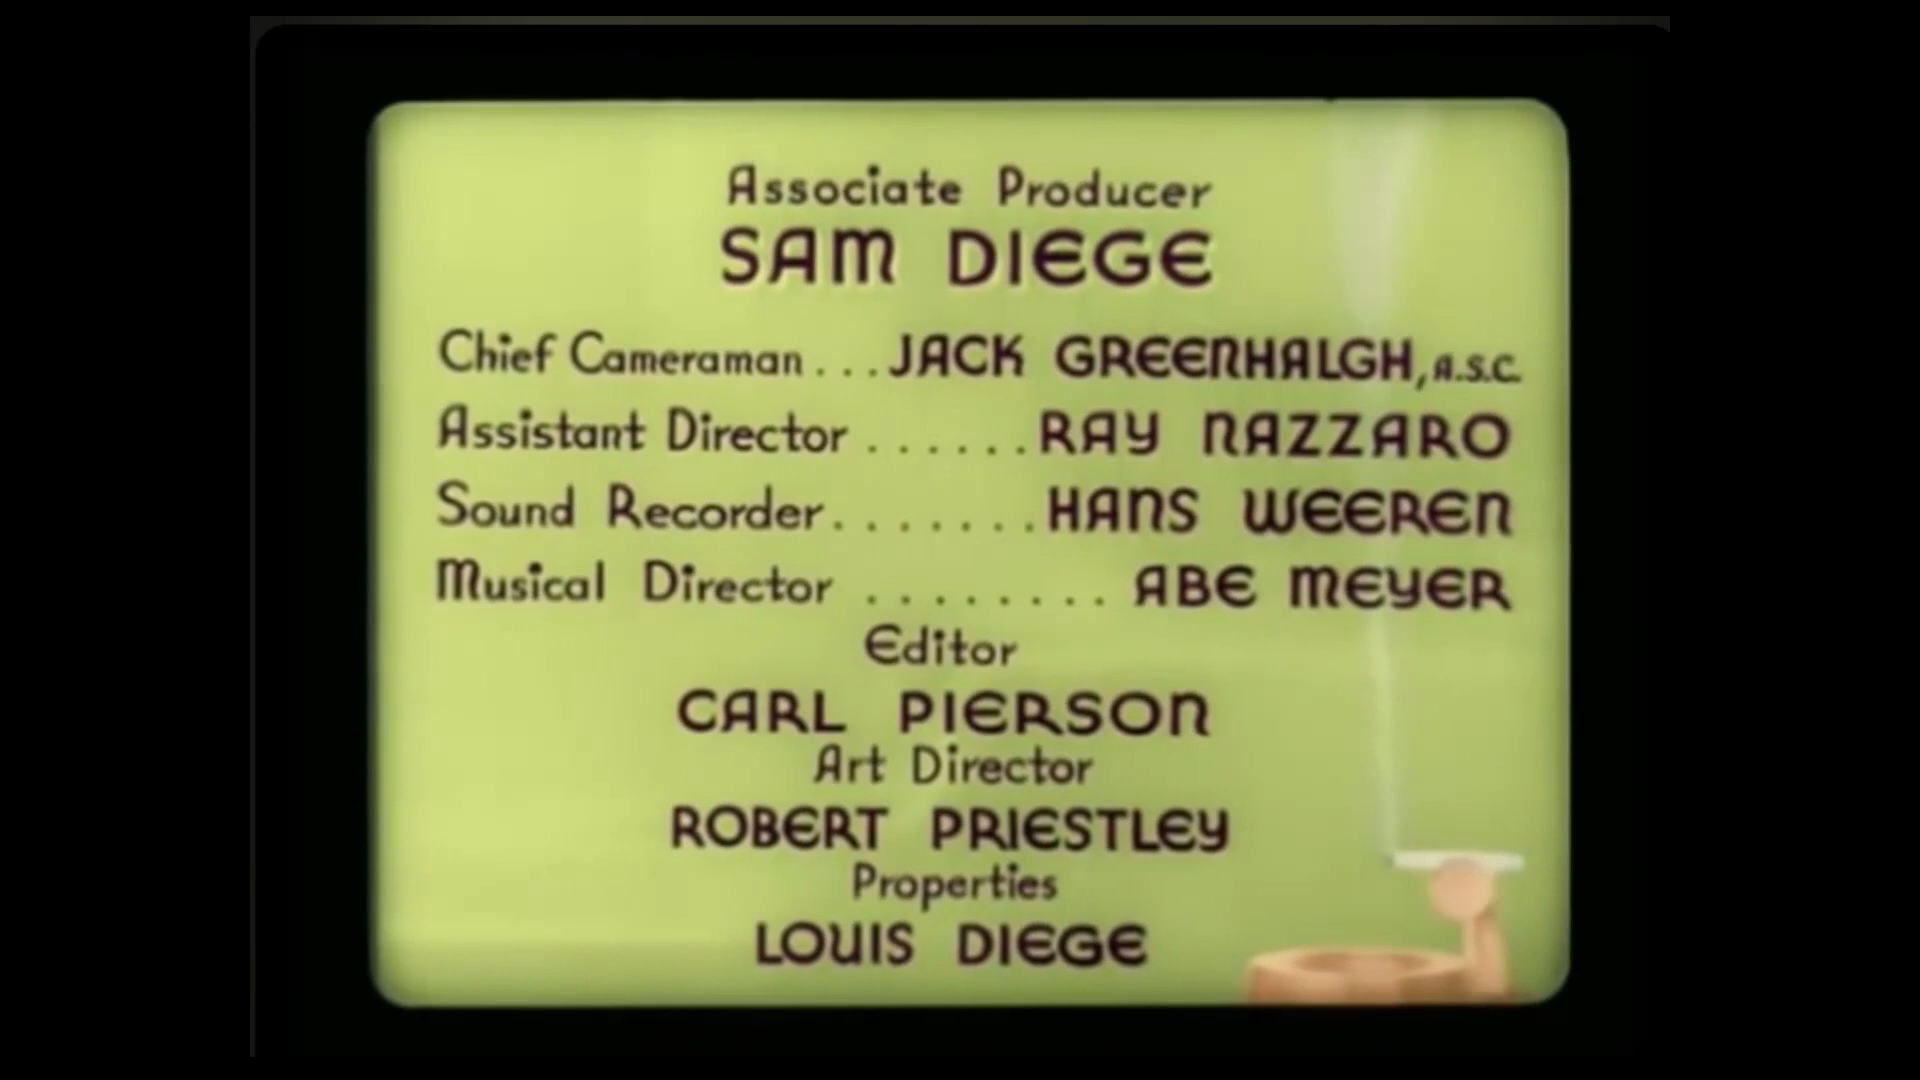 Associate Producer
SAM DIEGE
Chief Cameraman...JACK GREENHALGH, A.S.C.
Assistant Director ......RAY NAZZARO
Sound Recorder.......HANS WEEREN
Musical Director ........ ABE MEYER
Editor
CARL PIERSON
Art Director
ROBERT PRIESTLEY
Properties
LOUIS DIEGE